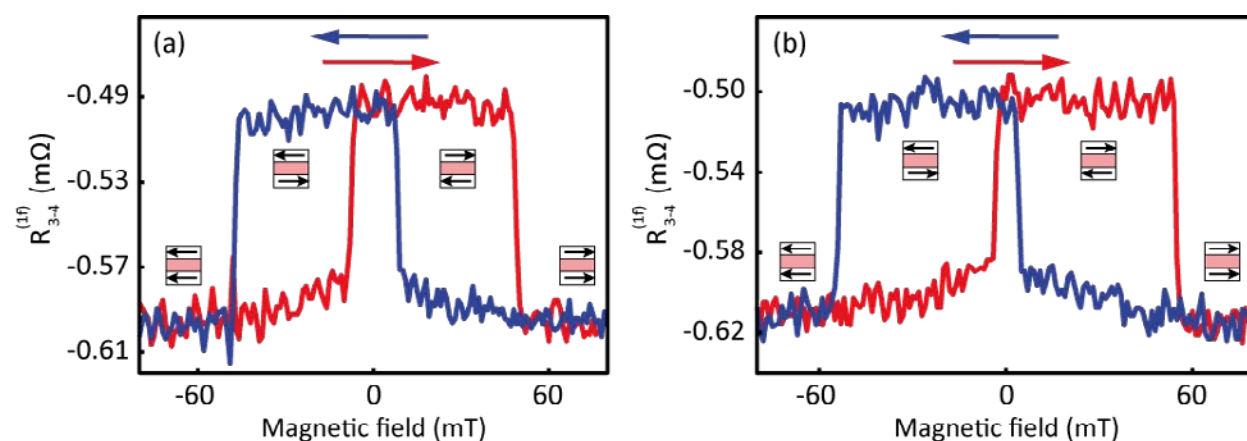 (a)
-0.49
-0.53
-0.57
-0.61
R3-4(1f) (mΩ)
-60
0
60
Magnetic field (mT)
(b)
-0.50
-0.54
-0.58
-0.62
R3-4(1f) (mΩ)
-60
0
60
Magnetic field (mT)